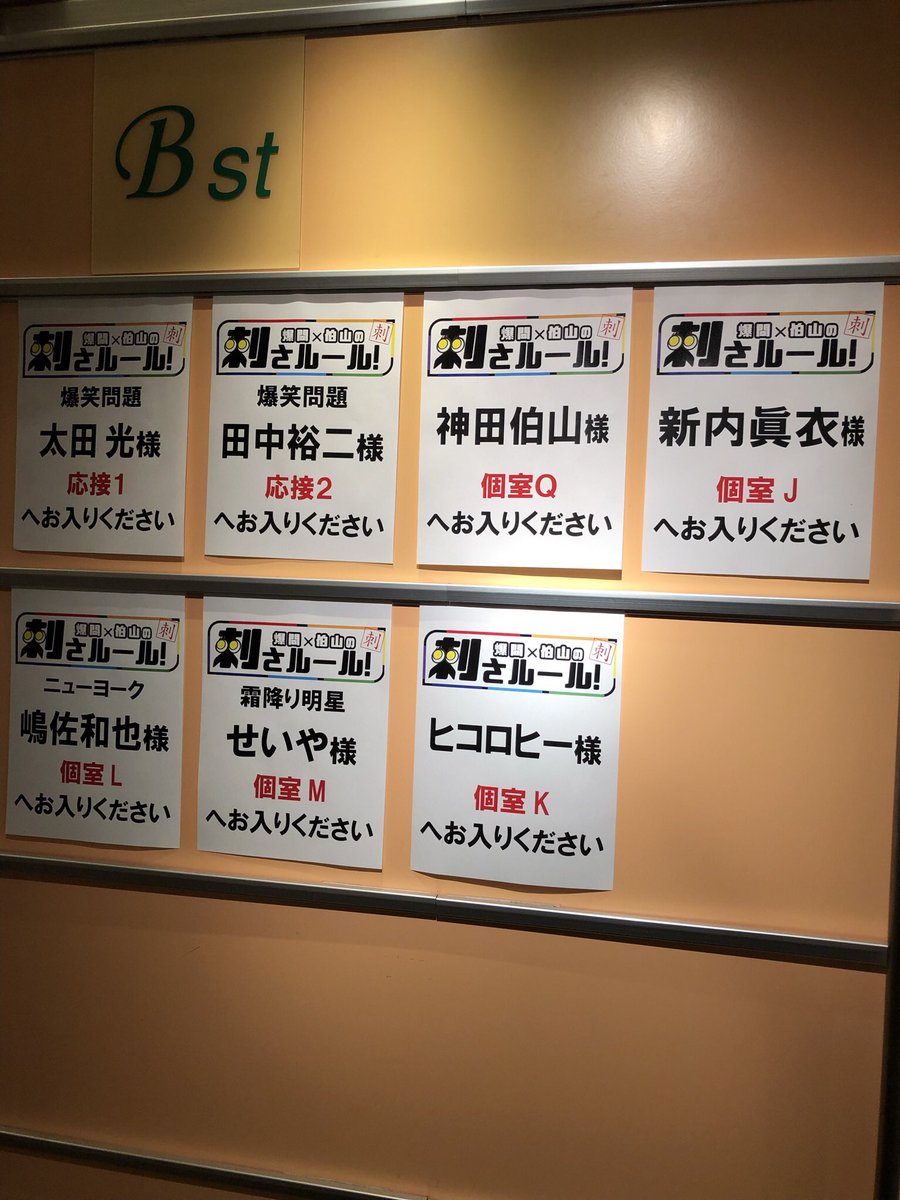 Bst
爆問×伯山の
刺さルール!
刺
爆笑問題
太田 光様
応接1
へお入りください
爆問×伯山の
刺さルール!
刺
爆笑問題
田中裕二様
応接2
へお入りください
爆問×伯山の
刺さルール!
刺
神田伯山様
個室Q
へお入りください
爆問×伯山の
刺さルール!
刺
新内眞衣様
個室 J
へお入りください
爆問×伯山の
刺さルール!
刺
ニューヨーク
嶋佐和也様
個室 L
へお入りください
爆問×伯山の
刺さルール!
刺
霜降り明星
せいや様
個室 M
へお入りください
爆問×伯山の
刺さルール!
刺
ヒコロヒー様
個室 K
へお入りください